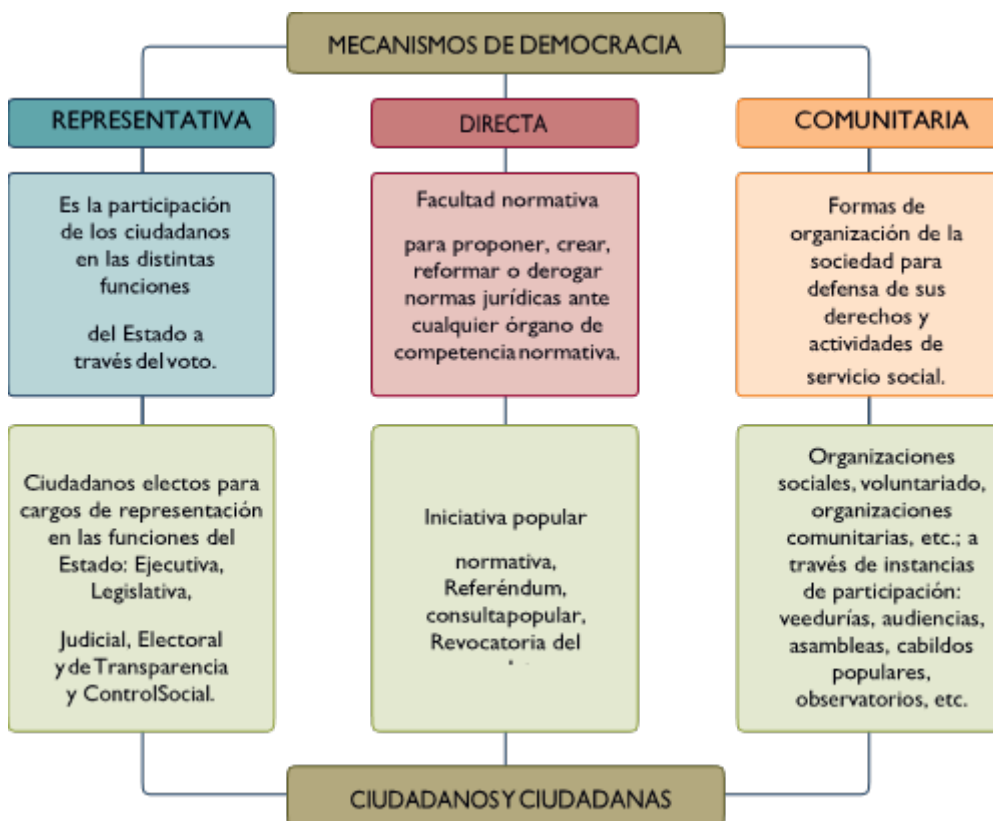 MECANISMOS DE DEMOCRACIA
REPRESENTATIVA
Es la participación
de los ciudadanos
en las distintas
funciones
del Estado a
través del voto.
Ciudadanos electos para
cargos de representación
en las funciones del
Estado: Ejecutiva,
Legislativa,
Judicial, Electoral
y de Transparencia
y ControlSocial.
DIRECTA
Facultad normativa
para proponer, crear,
reformar o derogar
normas jurídicas ante
cualquier órgano de
competencia normativa.
Iniciativa popular
normativa,
Referéndum,
consultapopular,
Revocatoria del
COMUNITARIA
Formas de
organización de la
sociedad para
defensa de sus
derechos y
actividades de
servicio social.
Organizaciones
sociales, voluntariado,
organizaciones
comunitarias, etc.; a
través de instancias
de participación:
veedurías, audiencias,
asambleas, cabildos
populares,
observatorios, etc.
CIUDADANOS Y CIUDADANAS